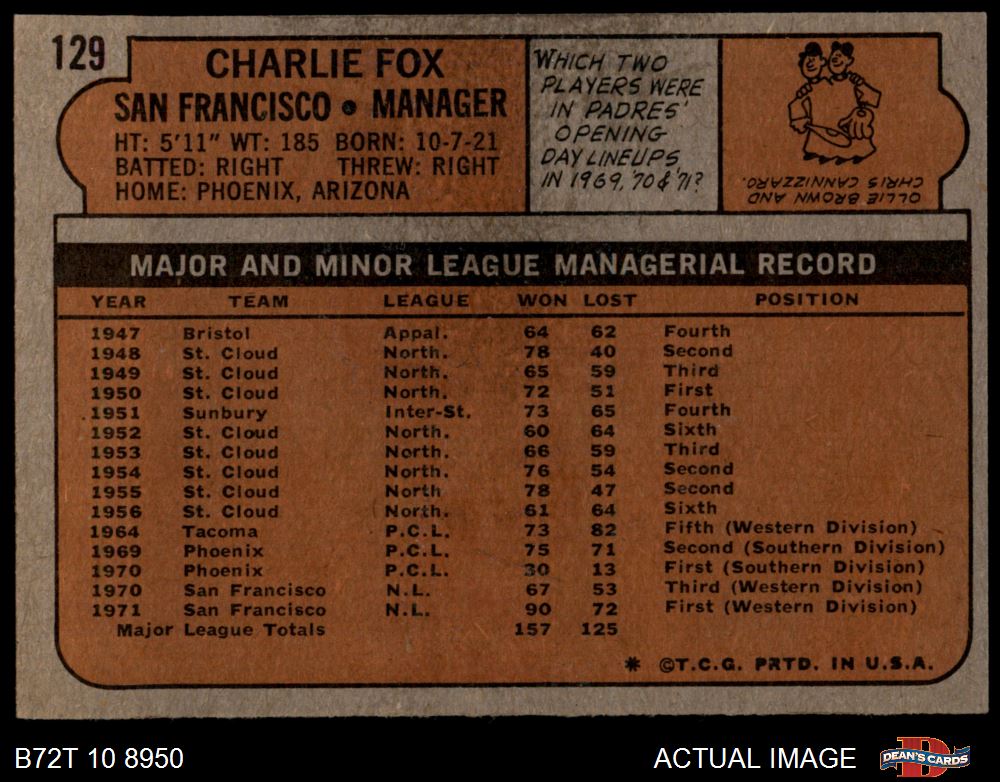 129
CHARLIE FOX
SAN FRANCISCO • MANAGER
HT: 5'11" WT: 185 BORN: 10-7-21
BATTED: RIGHT THREW: RIGHT
HOME: PHOENIX, ARIZONA
WHICH TWO
PLAYERS WERE
IN PADRES'
OPENING
DAY LINEUPS
IN 1969, '70 & '71?
OLLIE BROWN AND
CHRIS CANNIZZARO.
MAJOR AND MINOR LEAGUE MANAGERIAL RECORD
YEAR TEAM LEAGUE WON LOST POSITION
1947 Bristol Appal. 64 62 Fourth
1948 St. Cloud North. 78 40 Second
1949 St. Cloud North. 65 59 Third
1950 St. Cloud North. 72 51 First
1951 Sunbury Inter-St. 73 65 Fourth
1952 St. Cloud North. 60 64 Sixth
1953 St. Cloud North. 66 59 Third
1954 St. Cloud North. 76 54 Second
1955 St. Cloud North 78 47 Second
1956 St. Cloud North. 61 64 Sixth
1964 Tacoma P.C.L. 73 82 Fifth (Western Division)
1969 Phoenix P.C.L. 75 71 Second (Southern Division)
1970 Phoenix P.C.L. 30 13 First (Southern Division)
1970 San Francisco N.L. 67 53 Third (Western Division)
1971 San Francisco N.L. 90 72 First (Western Division)
Major League Totals 157 125
* ©T.C.G. PRTD. IN U.S.A.
B72T 10 8950
ACTUAL IMAGE
D
DEAN'S CARDS